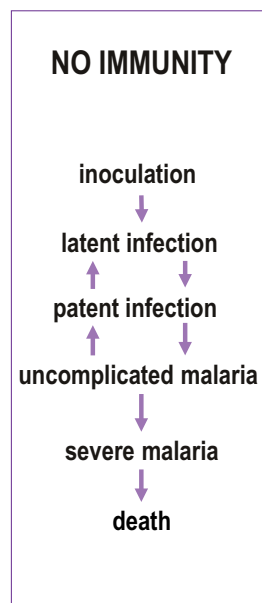 NO IMMUNITY
inoculation
latent infection
patent infection
uncomplicated malaria
severe malaria
death